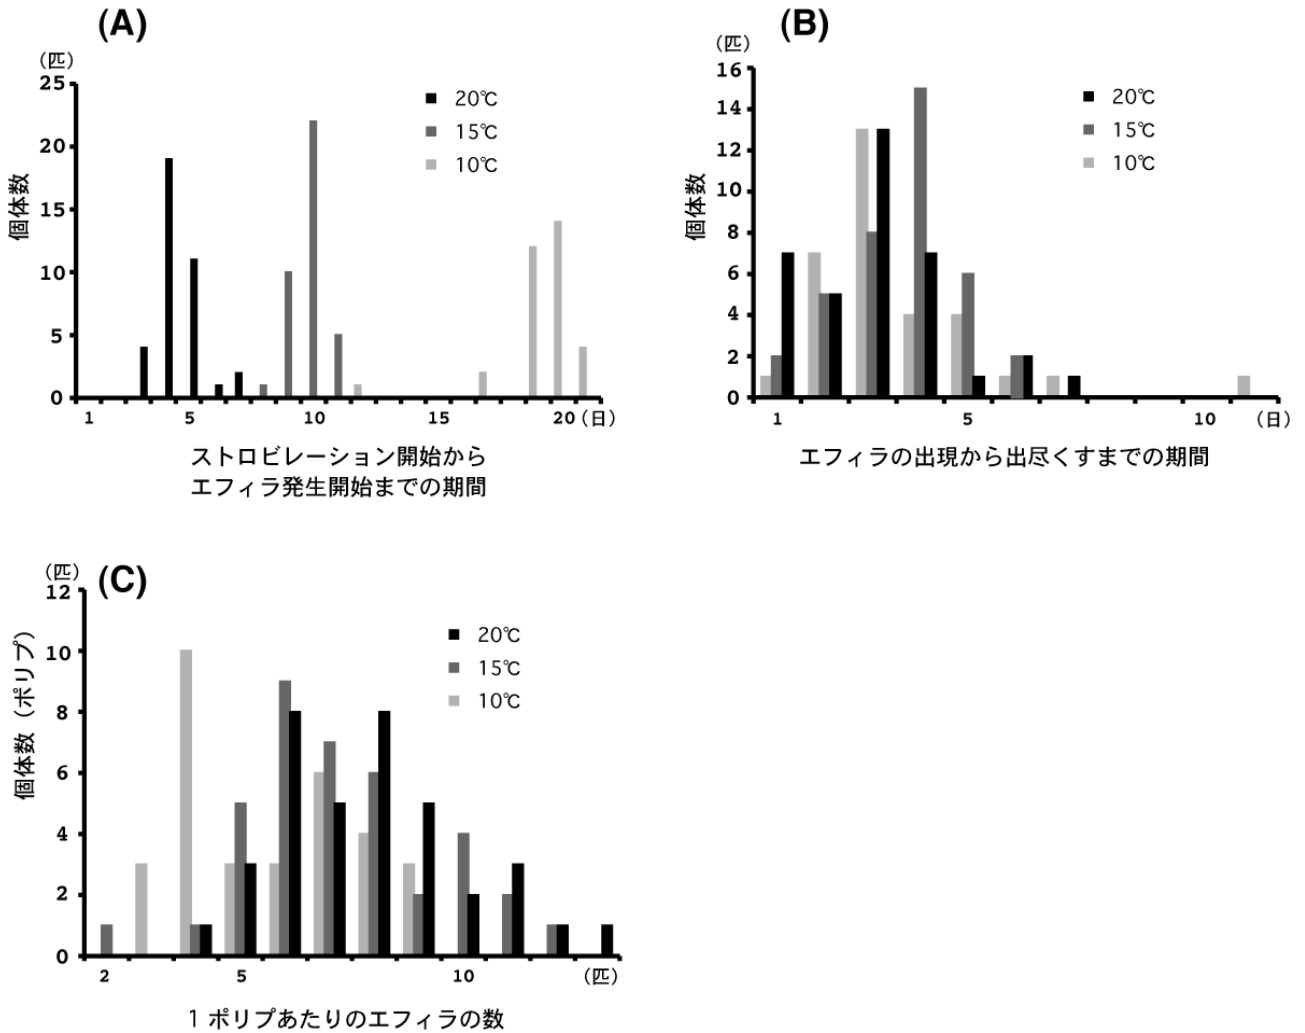 (A)
（匹）
25
20
15
10
5
0
個体数
20℃
15℃
10℃
1 5 10 15 20（日）
ストロビレーション開始から
エフィラ発生開始までの期間
(B)
（匹）
16
14
12
10
8
6
4
2
0
個体数
20℃
15℃
10℃
1 5 10 （日）
エフィラの出現から出尽くすまでの期間
(C)
（匹）
12
10
8
6
4
2
0
個体数（ポリプ）
20℃
15℃
10℃
2 5 10 （匹）
1 ポリプあたりのエフィラの数